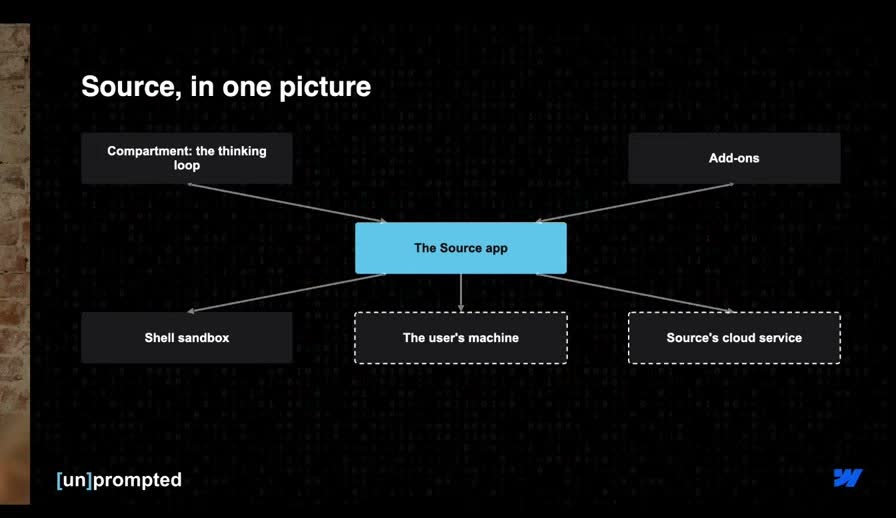 Source, in one picture
Compartment: the thinking
loop
Add-ons
The Source app
Shell sandbox
The user's machine
Source's cloud service
[un]prompted